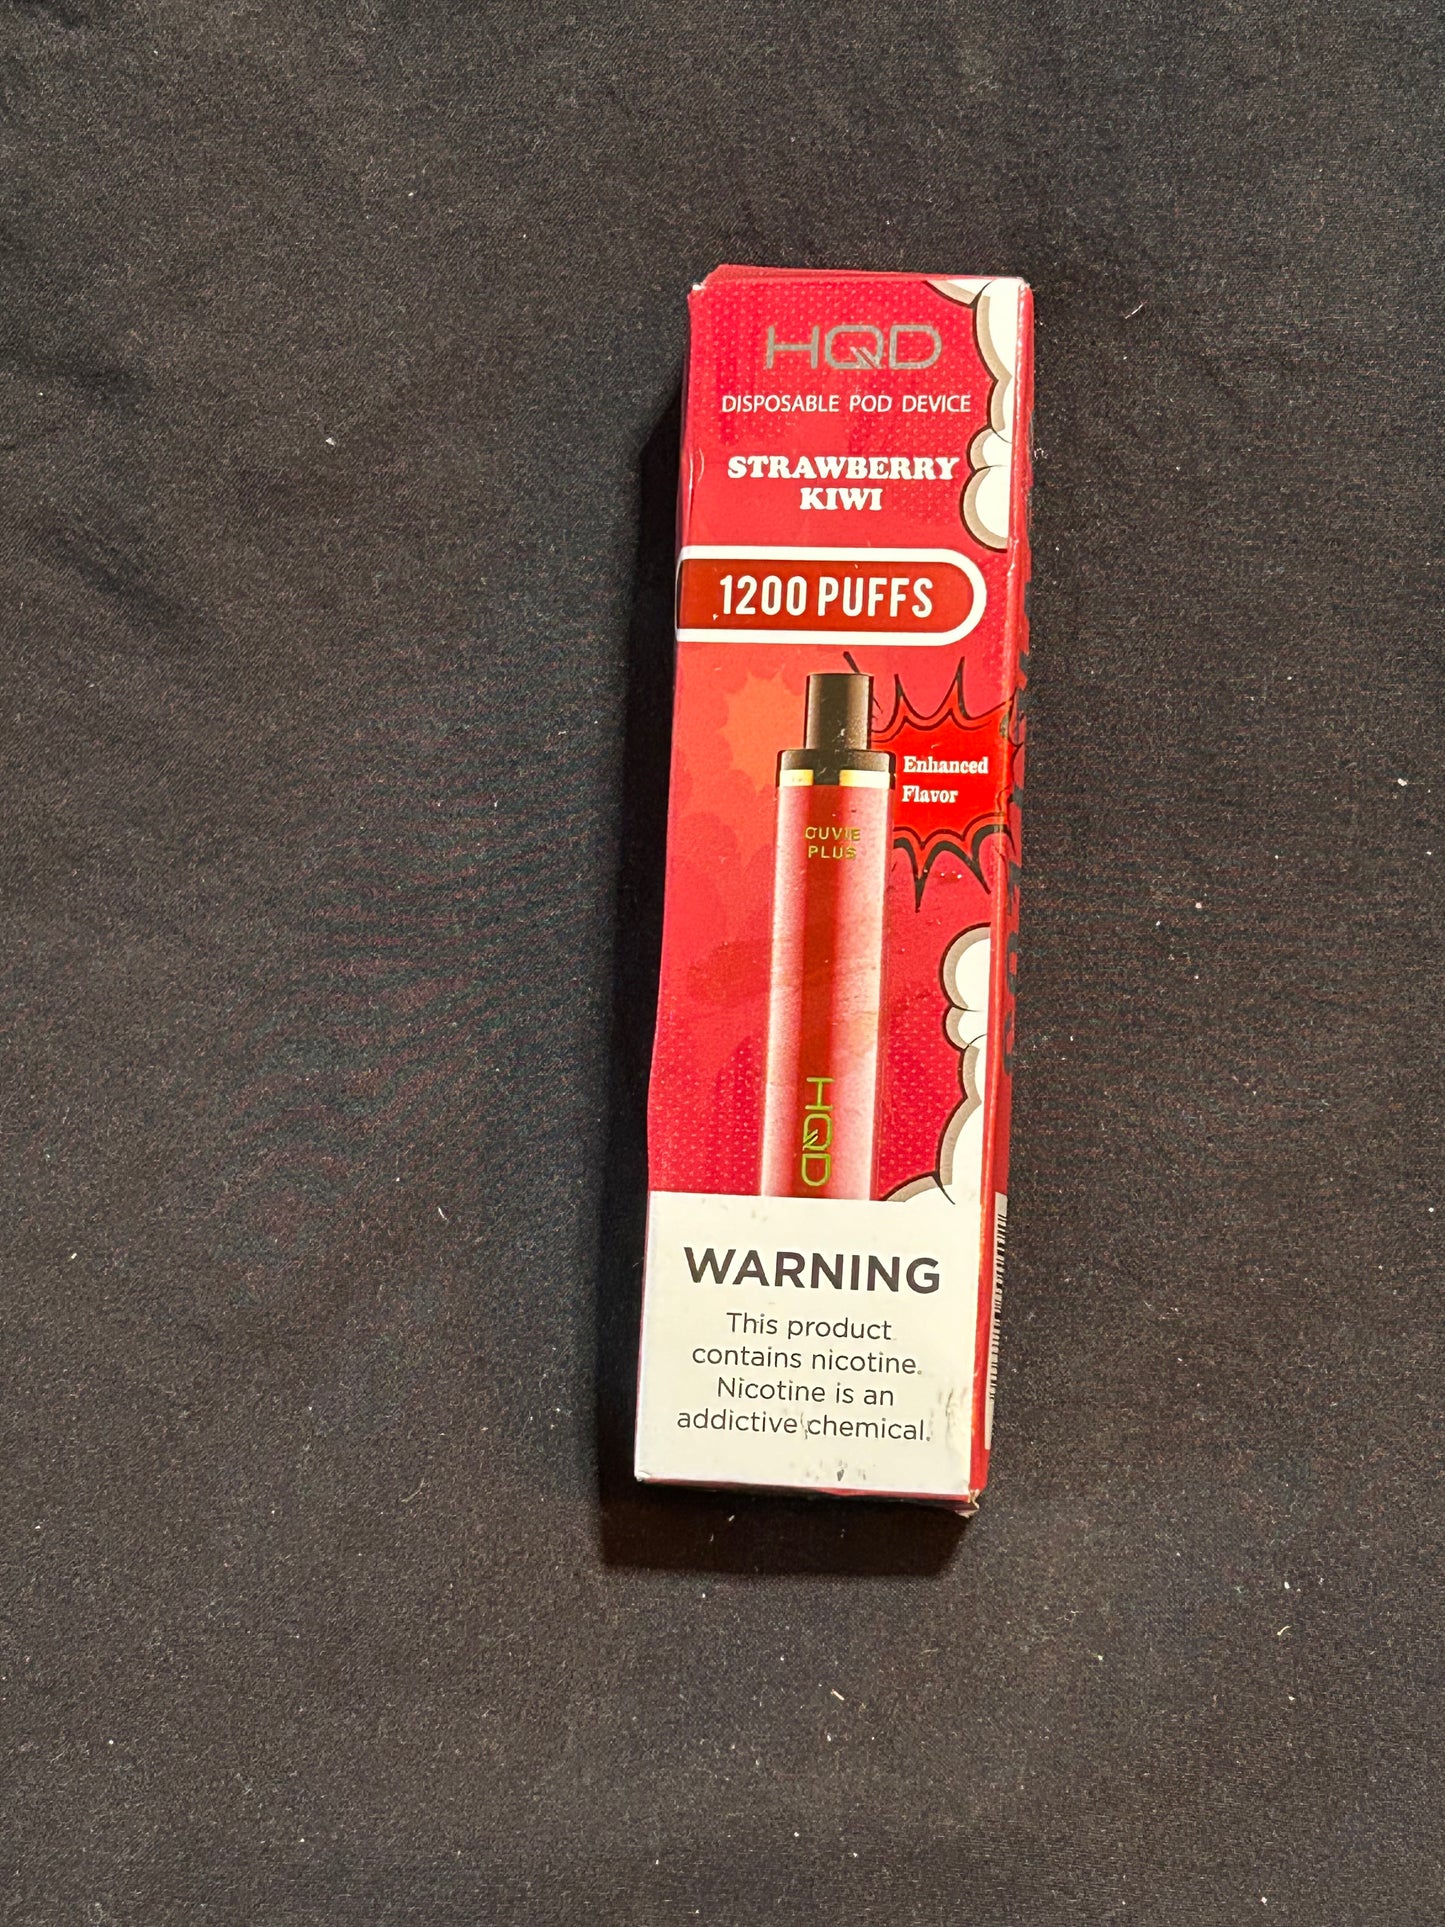 HQD
DISPOSABLE POD DEVICE
STRAWBERRY
KIWI
1200 PUFFS
Enhanced
Flavor
CUVIE
PLUS
HQD
WARNING
This product
contains nicotine.
Nicotine is an
addictive chemical.